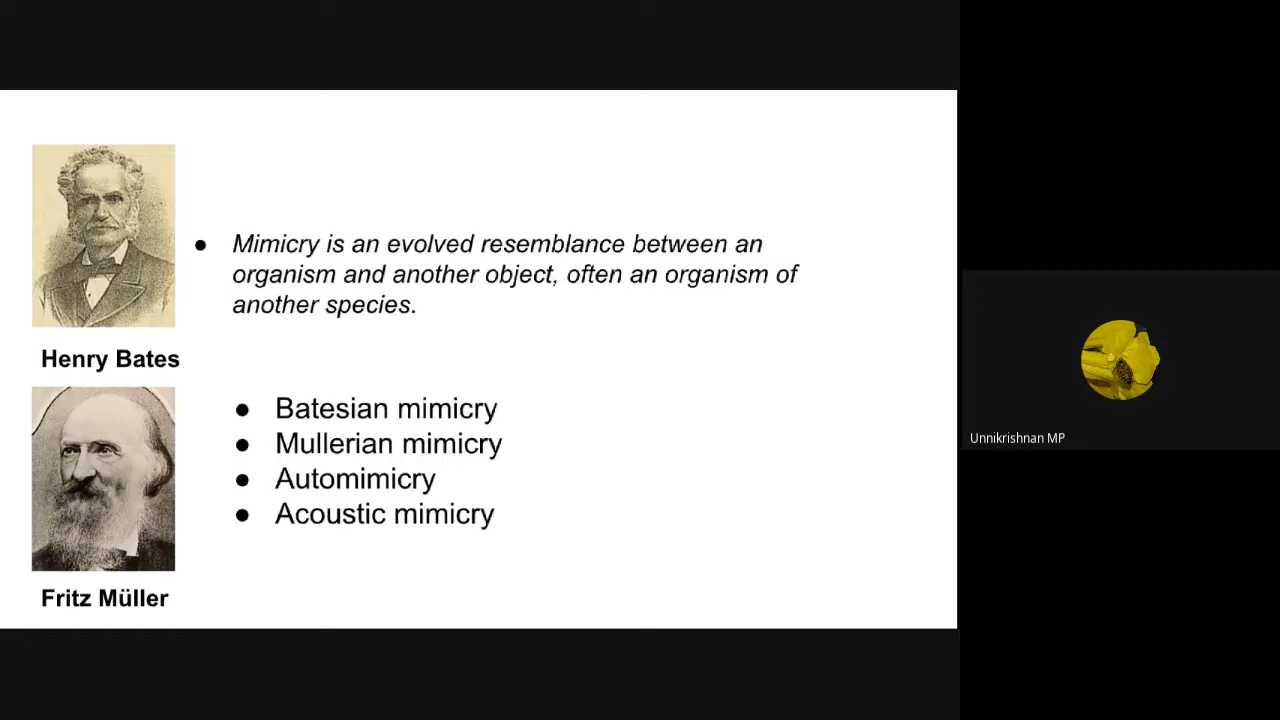 Mimicry is an evolved resemblance between an
organism and another object, often an organism of
another species.
Henry Bates
Batesian mimicry
Mullerian mimicry
Automimicry
Acoustic mimicry
Fritz Müller
Unnikrishnan MP